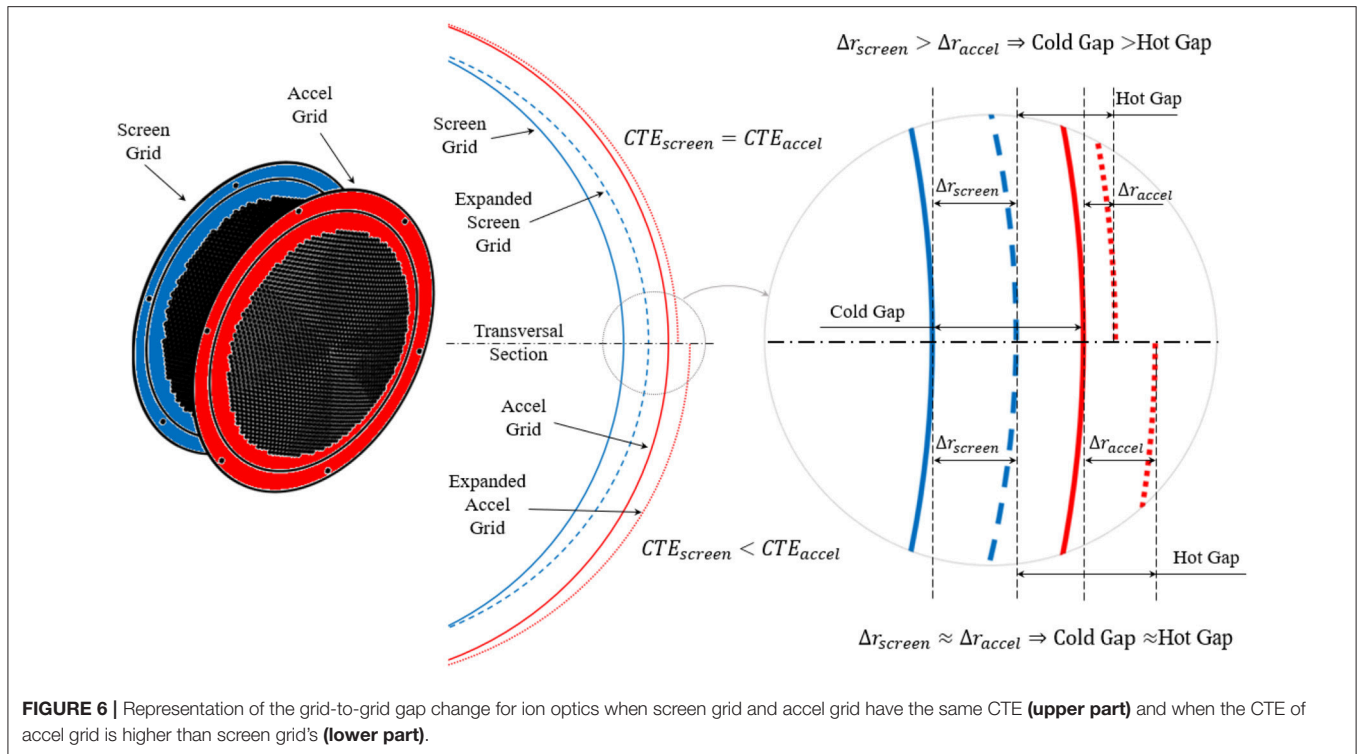 Accel
Grid
Screen
Grid
Screen
Grid
Expanded
Screen
Grid
Transversal
Section
Accel
Grid
Expanded
Accel
Grid
CTE_screen = CTE_accel
CTE_screen < CTE_accel
Δr_screen > Δr_accel ⇒ Cold Gap >Hot Gap
Hot Gap
Δr_screen
Δr_accel
Cold Gap
Δr_screen
Δr_accel
Hot Gap
Δr_screen ≈ Δr_accel ⇒ Cold Gap ≈Hot Gap
FIGURE 6 | Representation of the grid-to-grid gap change for ion optics when screen grid and accel grid have the same CTE (upper part) and when the CTE of
accel grid is higher than screen grid's (lower part).